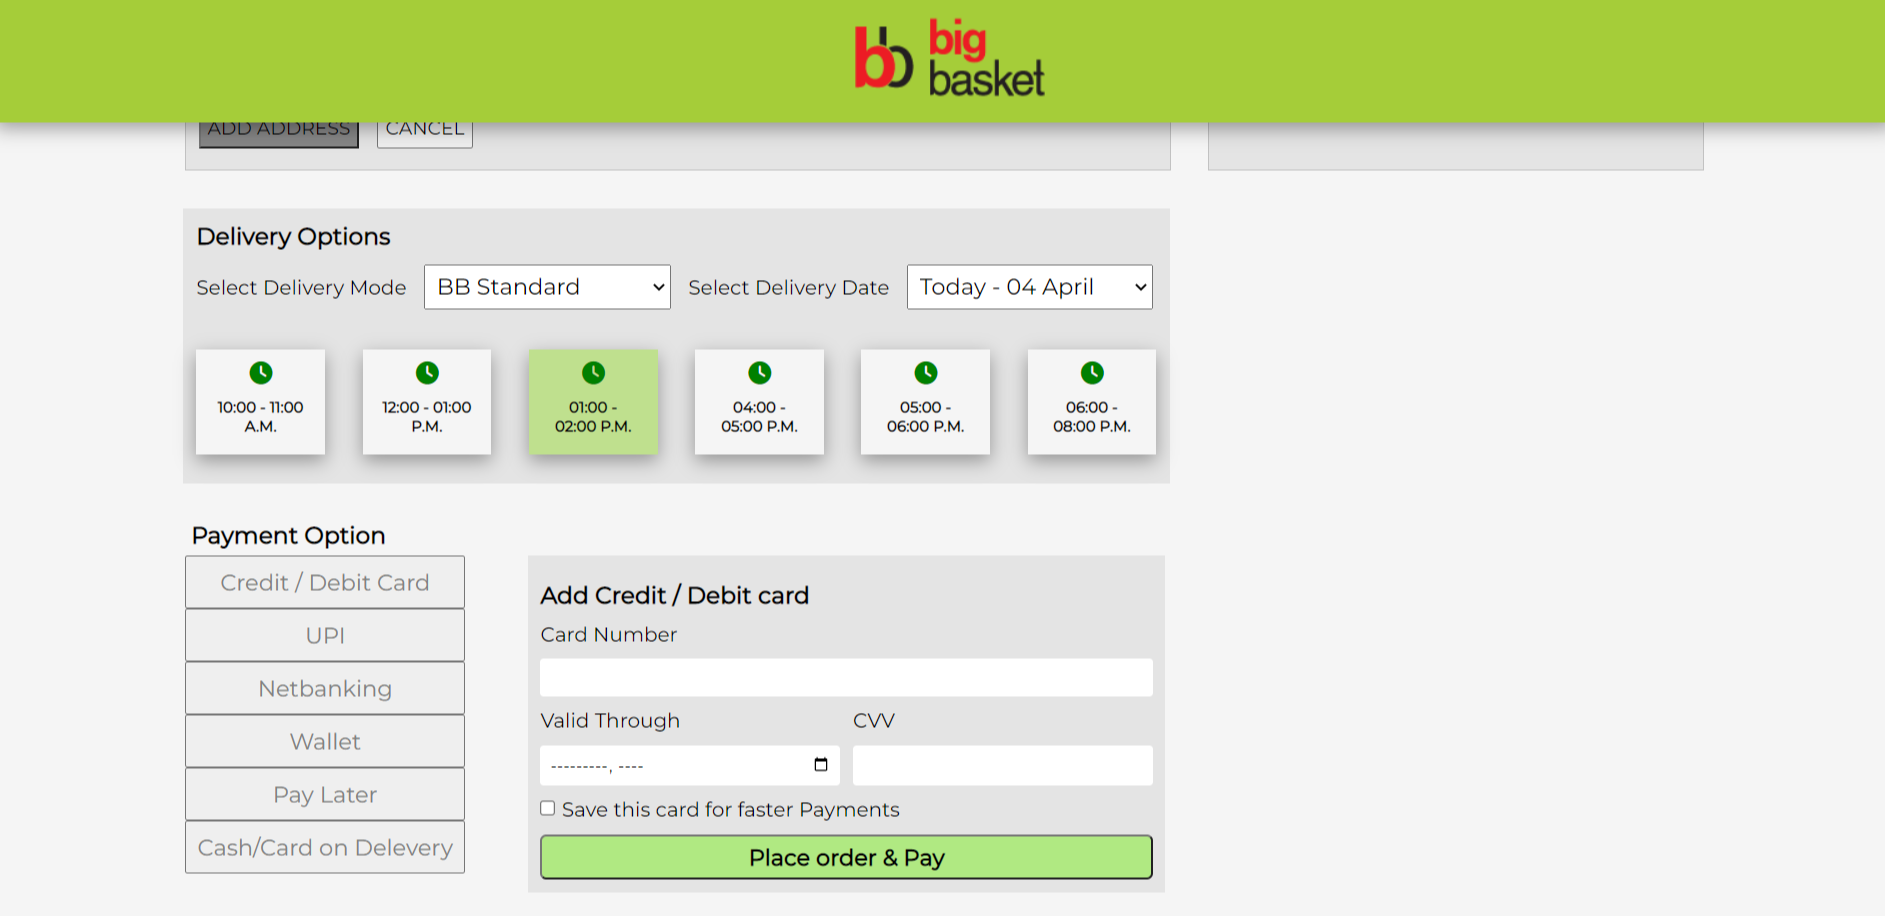 big
basket
ADD ADDRESS CANCEL
Delivery Options
Select Delivery Mode BB Standard Select Delivery Date Today - 04 April
10:00 - 11:00
A.M.
12:00 - 01:00
P.M.
01:00 -
02:00 P.M.
04:00 -
05:00 P.M.
05:00 -
06:00 P.M.
06:00 -
08:00 P.M.
Payment Option
Credit / Debit Card
UPI
Netbanking
Wallet
Pay Later
Cash/Card on Delevery
Add Credit / Debit card
Card Number
Valid Through CVV
---------, ----
Save this card for faster Payments
Place order & Pay